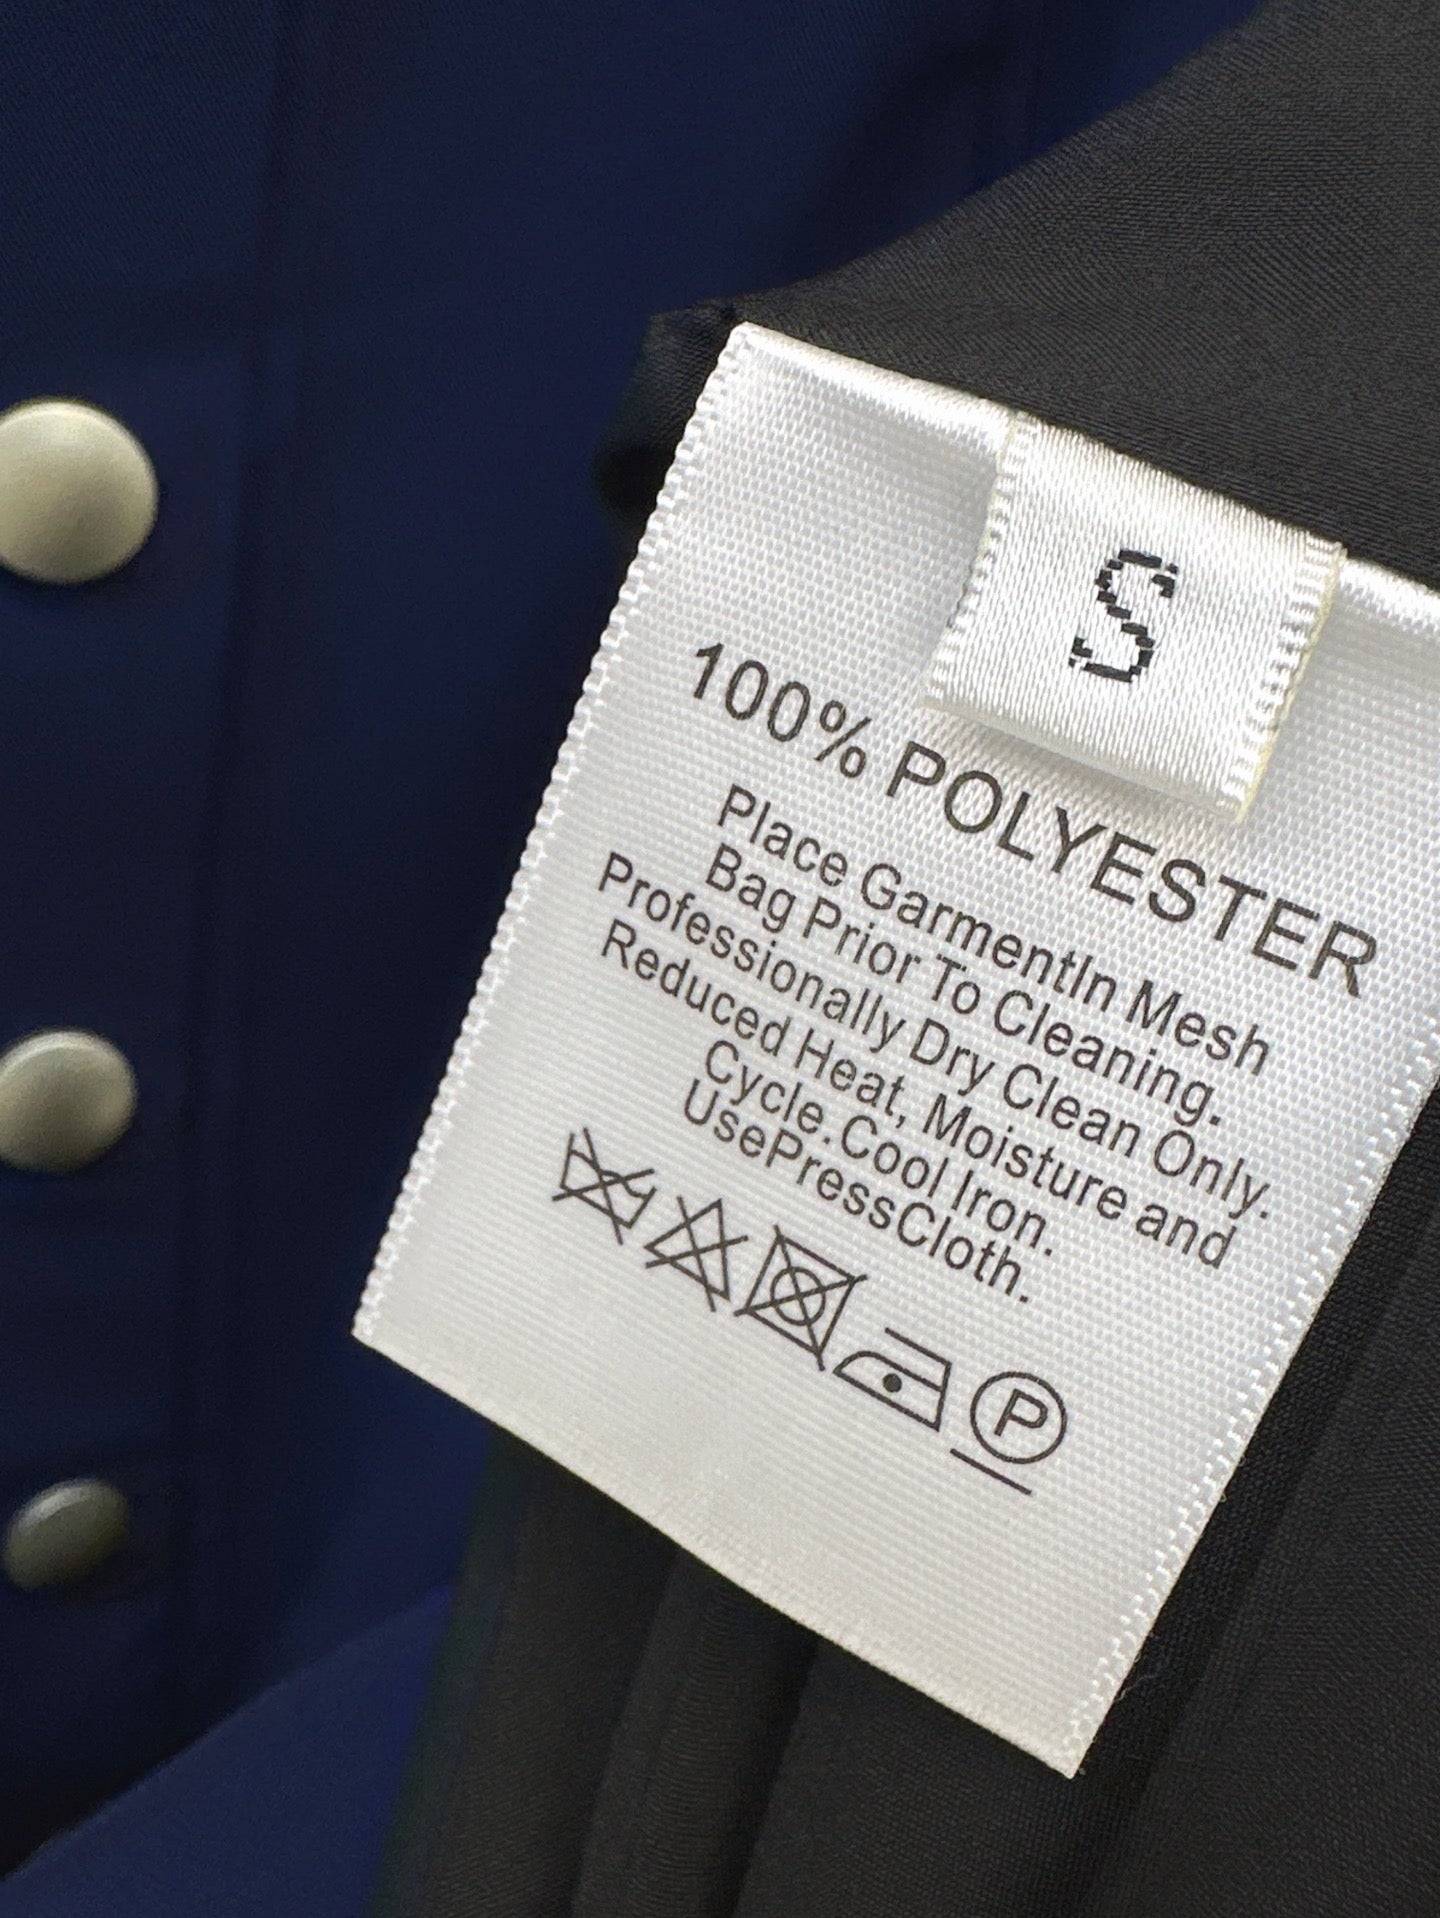 S
100% POLYESTER
Place GarmentIn Mesh
Bag Prior To Cleaning.
Professionally Dry Clean Only.
Reduced Heat, Moisture and
Cycle.Cool Iron.
UsePressCloth.
P